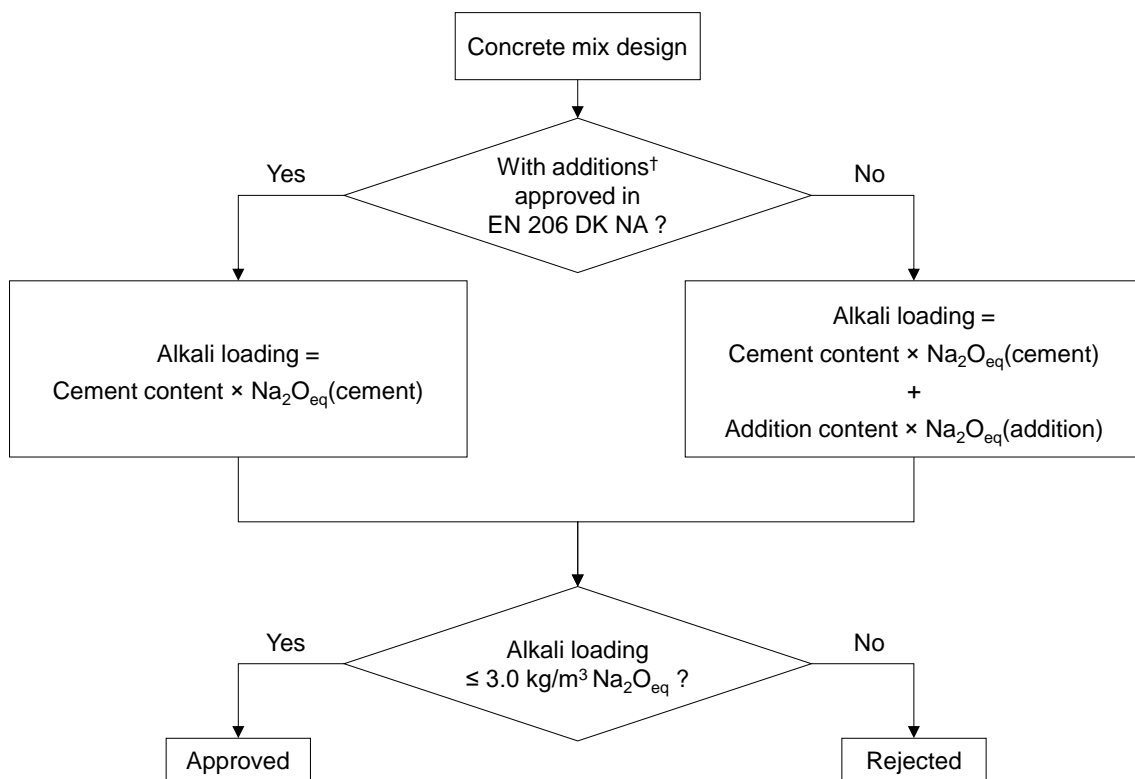 Concrete mix design
With additions†
approved in
EN 206 DK NA ?
Yes
No
Alkali loading =
Cement content × Na₂Oeq(cement)
Alkali loading =
Cement content × Na₂Oeq(cement)
+
Addition content × Na₂Oeq(addition)
Alkali loading
≤ 3.0 kg/m³ Na₂Oeq ?
Yes
No
Approved
Rejected